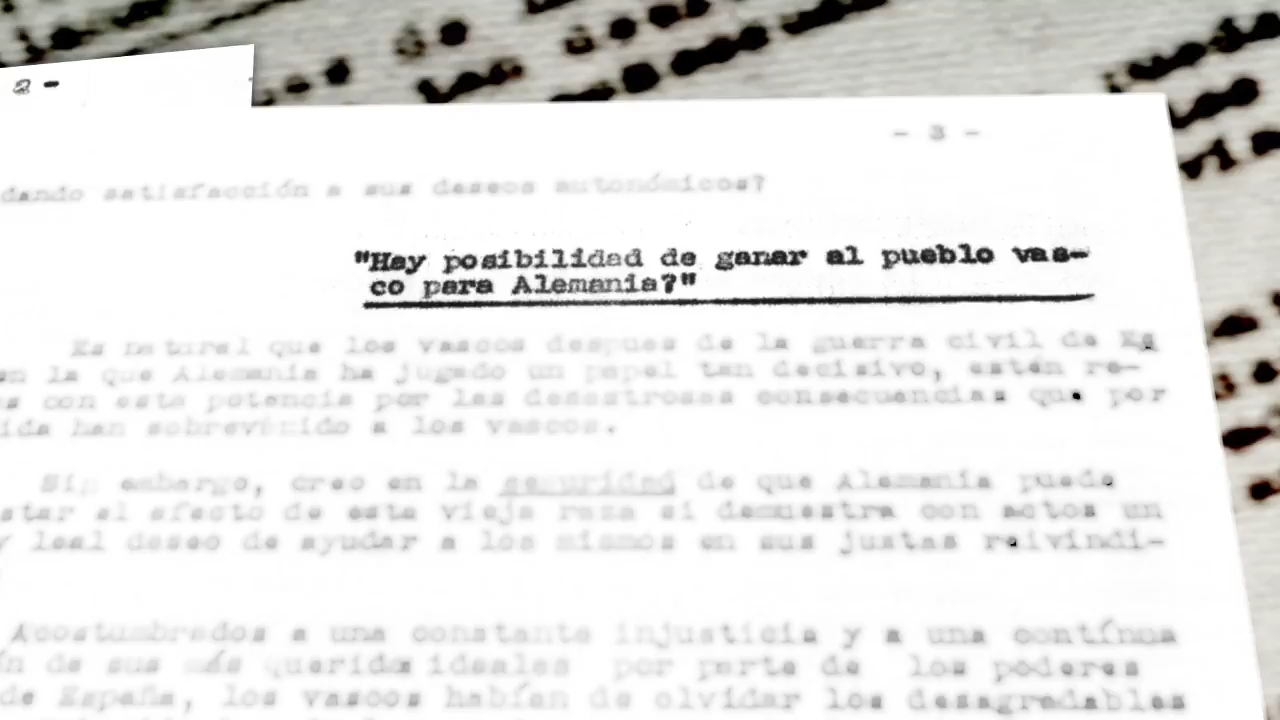 2 -
- 3 -
dando satisfacción a sus deseos autonómicos?
"Hay posibilidad de ganar al pueblo vas-
co para Alemania?"
Es natural que los vascos despues de la guerra civil de Es
en la que Alemania ha jugado un papel tan decisivo, estén re-
s con esta potencia por las desastrosas consecuencias que por
ida han sobrevenido a los vascos.
Sin embargo, creo en la seguridad de que Alemania puede
star el afecto de esta vieja raza si demuestra con actos un
y leal deseo de ayudar a los mismos en sus justas reivindi-
Acostumbrados a una constante injusticia y a una contínua
ín de sus más querida ideales por parte de los poderes
de España, los vascos habían de olvidar los desagradables